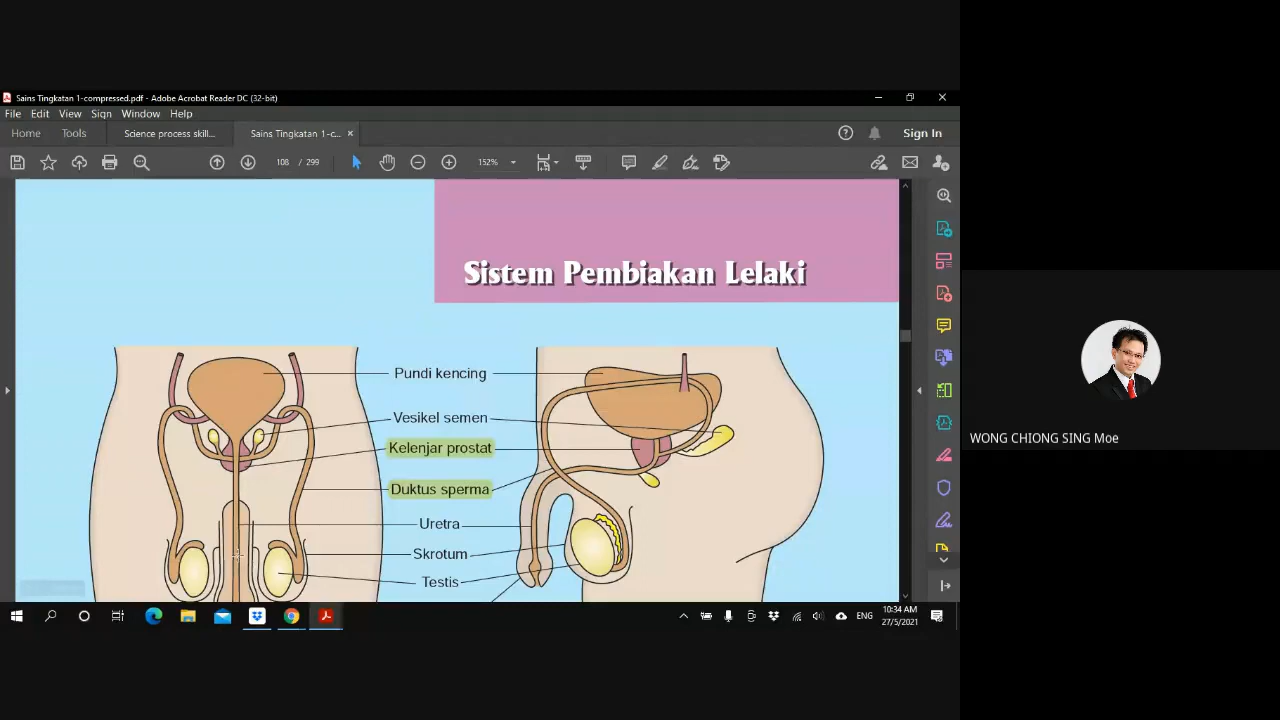 Sains Tingkatan 1-compressed.pdf - Adobe Acrobat Reader DC (32-bit)
File Edit View Sign Window Help
Home Tools Science process skill... Sains Tingkatan 1-c... × Sign In
108 / 299 152%
Sistem Pembiakan Lelaki
Pundi kencing
Vesikel semen
Kelenjar prostat
Duktus sperma
Uretra
Skrotum
Testis
WONG CHIONG SING Moe
ENG
10:34 AM
27/5/2021